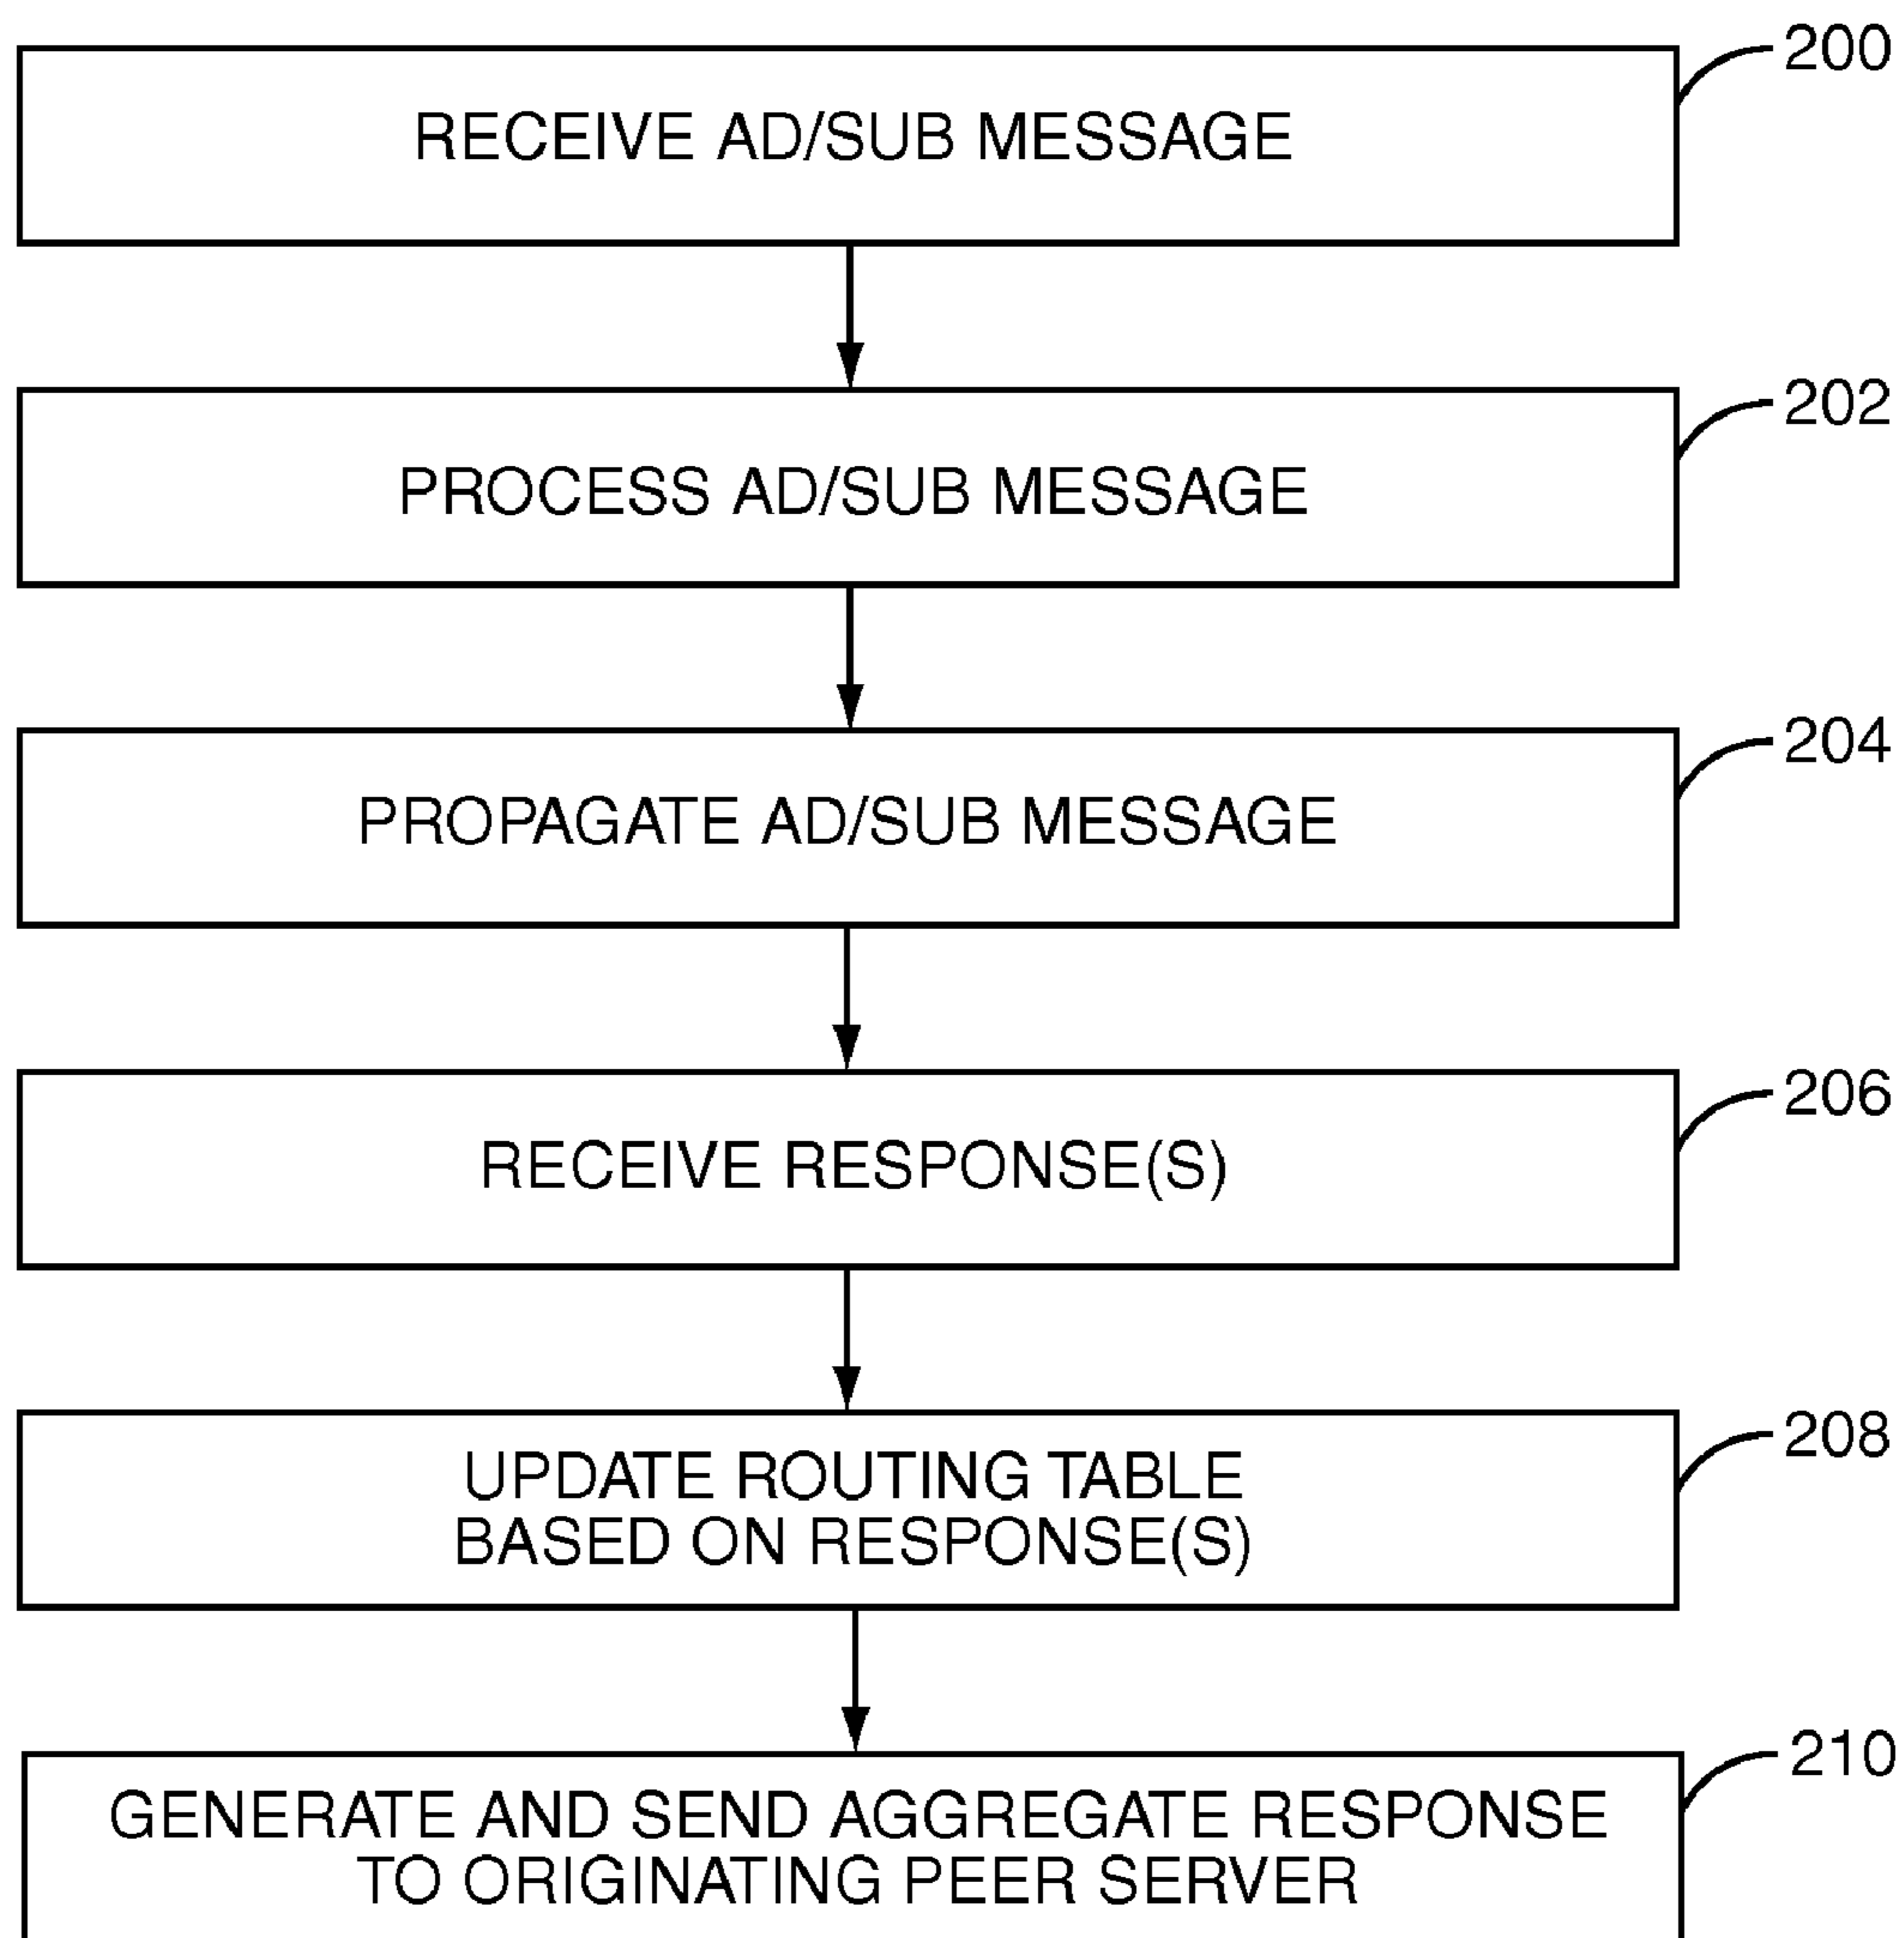 200
RECEIVE AD/SUB MESSAGE
202
PROCESS AD/SUB MESSAGE
204
PROPAGATE AD/SUB MESSAGE
206
RECEIVE RESPONSE(S)
208
UPDATE ROUTING TABLE
BASED ON RESPONSE(S)
210
GENERATE AND SEND AGGREGATE RESPONSE
TO ORIGINATING PEER SERVER